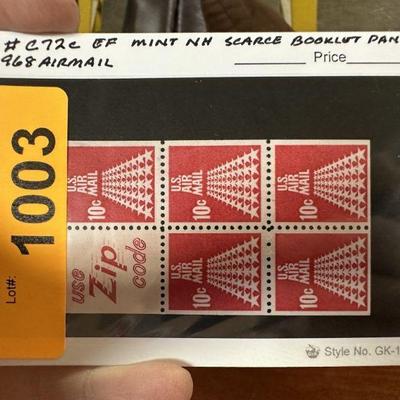 #C72c EF MINT NH SCARCE BOOKLET PAN
968 AIRMAIL
Price
Lot#: 1003
U.S.
AIR
MAIL
10c
U.S.
AIR
MAIL
10c
U.S.
AIR
MAIL
10c
use
Zip
code
U.S.
AIR
MAIL
10c
U.S.
AIR
MAIL
10c
Style No. GK-1